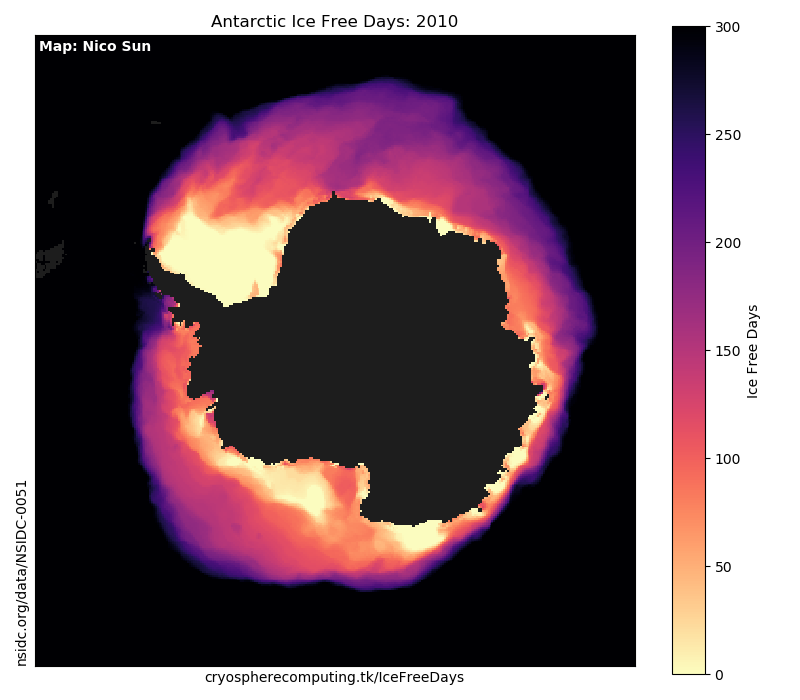 Antarctic Ice Free Days: 2010
Map: Nico Sun
300
250
200
150
100
50
0
Ice Free Days
nsidc.org/data/NSIDC-0051
cryospherecomputing.tk/IceFreeDays